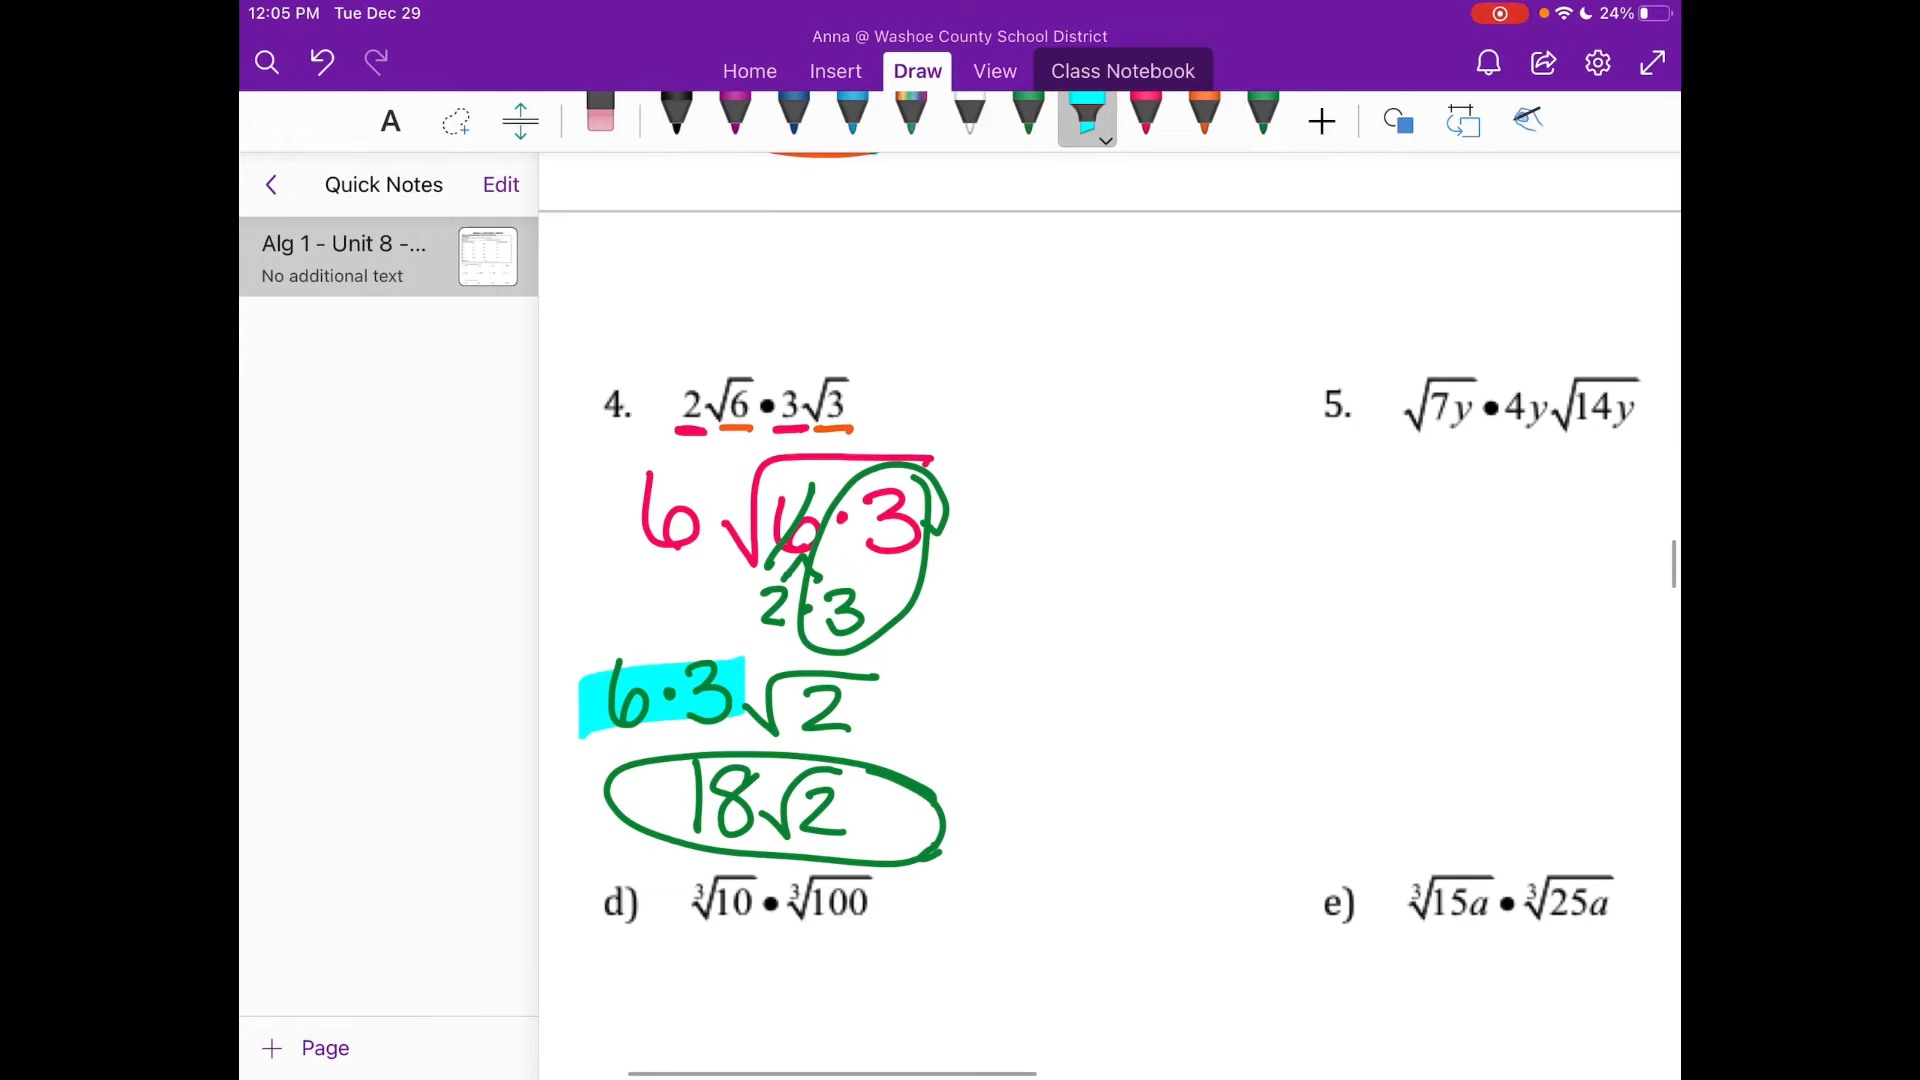 12:05 PM Tue Dec 29
24%
Anna @ Washoe County School District
Home Insert Draw View Class Notebook
A
Quick Notes Edit
Alg 1 - Unit 8 -...
No additional text
4. 2√6 • 3√3
5. √7y • 4y√14y
6√6·3
2·3
6·3√2
18√2
d) ∛10 • ∛100
e) ∛15a • ∛25a
+ Page